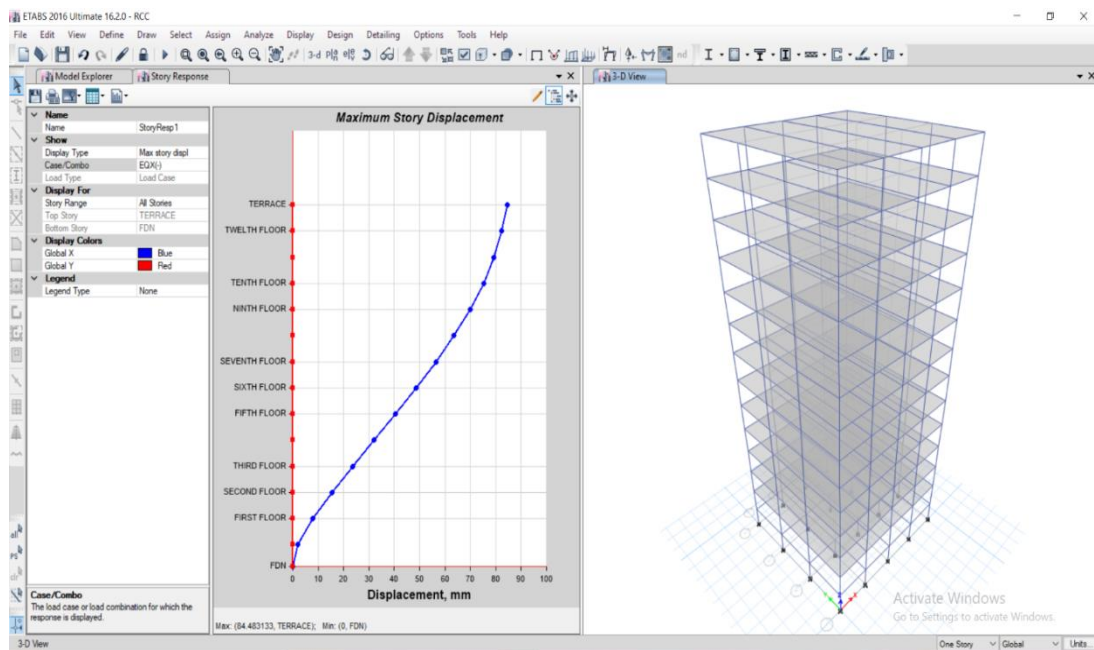 ETABS 2016 Ultimate 16.2.0 - RCC
File Edit View Define Draw Select Assign Analyze Display Design Detailing Options Tools Help
3-d
nd
Model Explorer
Story Response
3-D View
Name
Name StoryResp1
Show
Display Type Max story displ
Case/Combo EQX(-)
Load Type Load Case
Display For
Story Range All Stories
Top Story TERRACE
Bottom Story FDN
Display Colors
Global X Blue
Global Y Red
Legend
Legend Type None
Case/Combo
The load case or load combination for which the
response is displayed.
Maximum Story Displacement
TERRACE
TWELTH FLOOR
TENTH FLOOR
NINTH FLOOR
SEVENTH FLOOR
SIXTH FLOOR
FIFTH FLOOR
THIRD FLOOR
SECOND FLOOR
FIRST FLOOR
FDN
0 10 20 30 40 50 60 70 80 90 100
Displacement, mm
Max: (84.483133, TERRACE); Min: (0, FDN)
Activate Windows
Go to Settings to activate Windows.
3-D View
One Story Global Units...